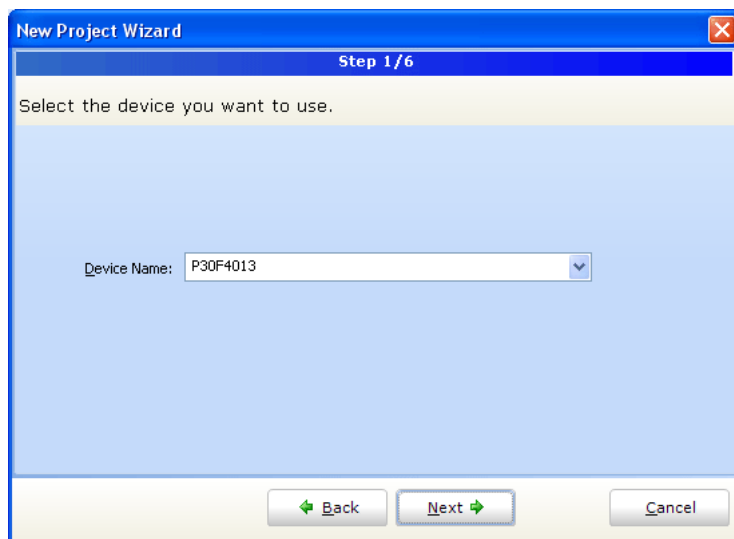 New Project Wizard
Step 1/6
Select the device you want to use.
Device Name: P30F4013
Back Next Cancel